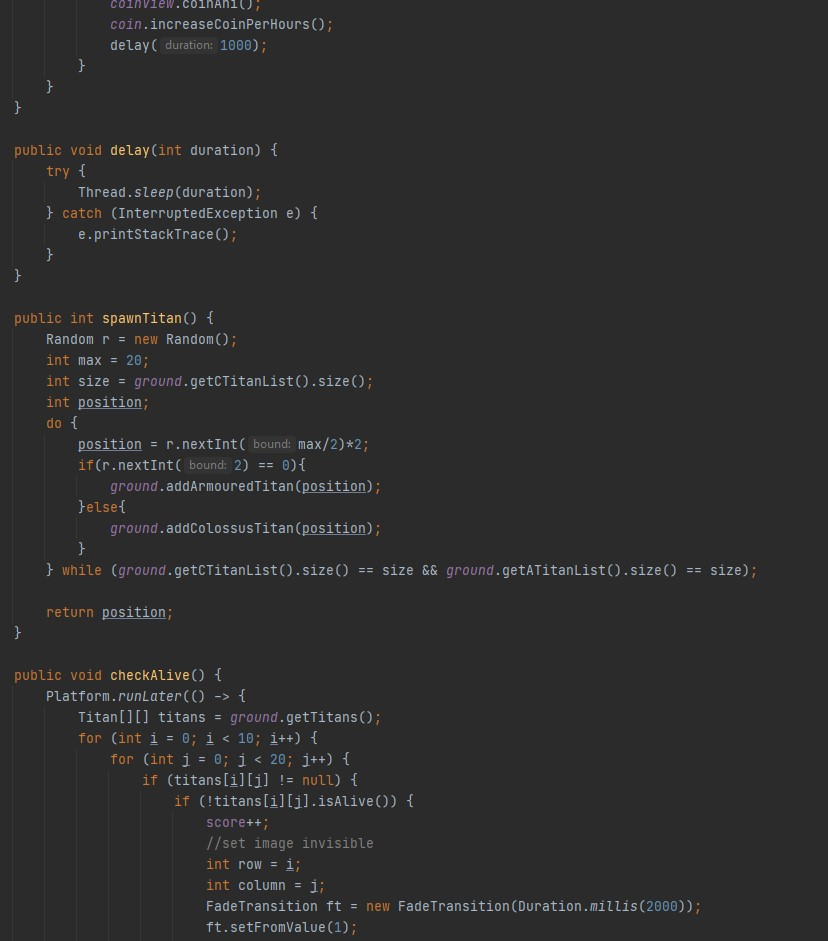 coinView.coinAni();
coin.increaseCoinPerHours();
delay( duration: 1000);
}
}
}
public void delay(int duration) {
try {
Thread.sleep(duration);
} catch (InterruptedException e) {
e.printStackTrace();
}
}
public int spawnTitan() {
Random r = new Random();
int max = 20;
int size = ground.getCTitanList().size();
int position;
do {
position = r.nextInt( bound: max/2)*2;
if(r.nextInt( bound: 2) == 0){
ground.addArmouredTitan(position);
}else{
ground.addColossusTitan(position);
}
} while (ground.getCTitanList().size() == size && ground.getATitanList().size() == size);
return position;
}
public void checkAlive() {
Platform.runLater(() -> {
Titan[][] titans = ground.getTitans();
for (int i = 0; i < 10; i++) {
for (int j = 0; j < 20; j++) {
if (titans[i][j] != null) {
if (!titans[i][j].isAlive()) {
score++;
//set image invisible
int row = i;
int column = j;
FadeTransition ft = new FadeTransition(Duration.millis(2000));
ft.setFromValue(1);